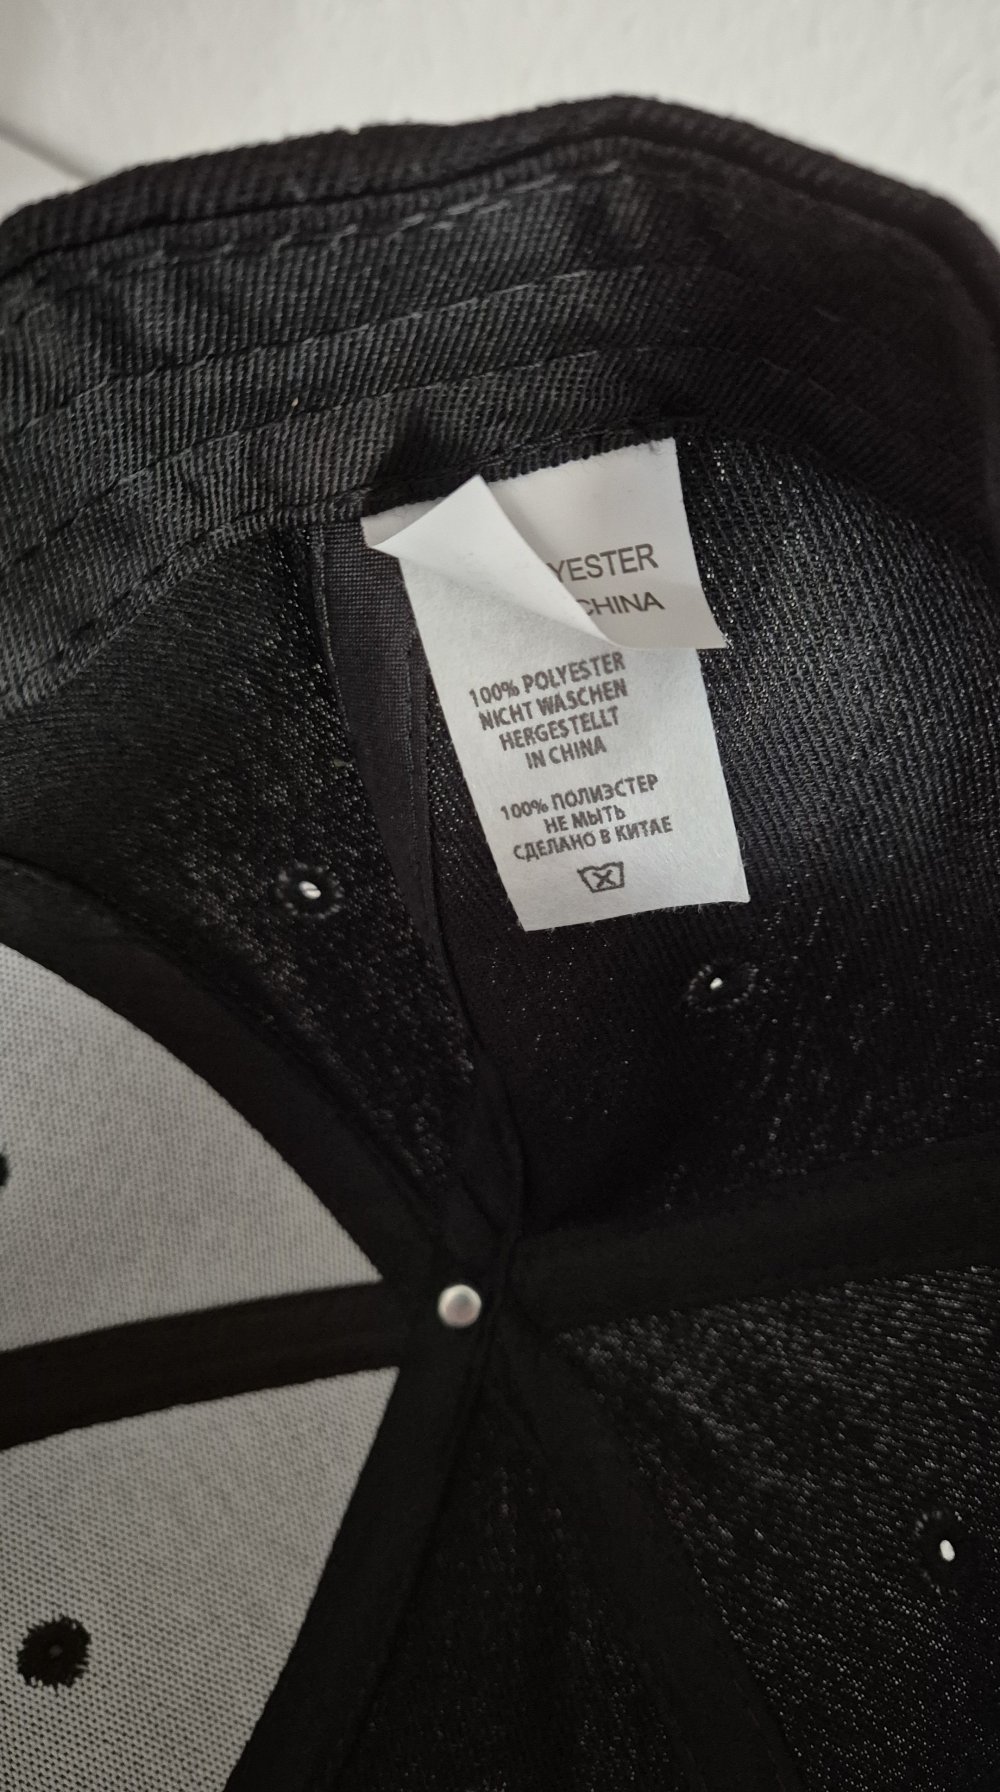 YESTER
CHINA
100% POLYESTER
NICHT WASCHEN
HERGESTELLT
IN CHINA
100% ПОЛИЭСТЕР
НЕ МЫТЬ
СДЕЛАНО В КИТАЕ